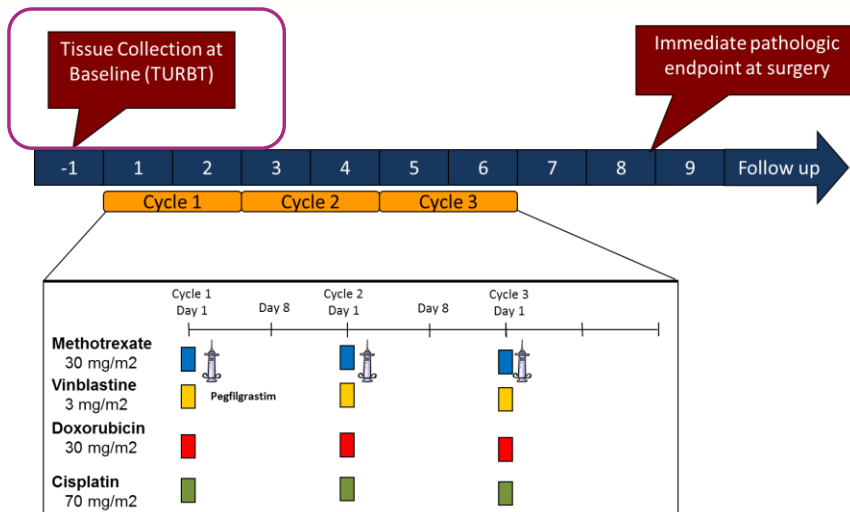 Tissue Collection at
Baseline (TURBT)
Immediate pathologic
endpoint at surgery
-1 1 2 3 4 5 6 7 8 9 Follow up
Cycle 1 Cycle 2 Cycle 3
Cycle 1 Cycle 2 Cycle 3
Day 1 Day 8 Day 1 Day 8 Day 1
Methotrexate
30 mg/m2
Vinblastine
3 mg/m2
Pegfilgrastim
Doxorubicin
30 mg/m2
Cisplatin
70 mg/m2